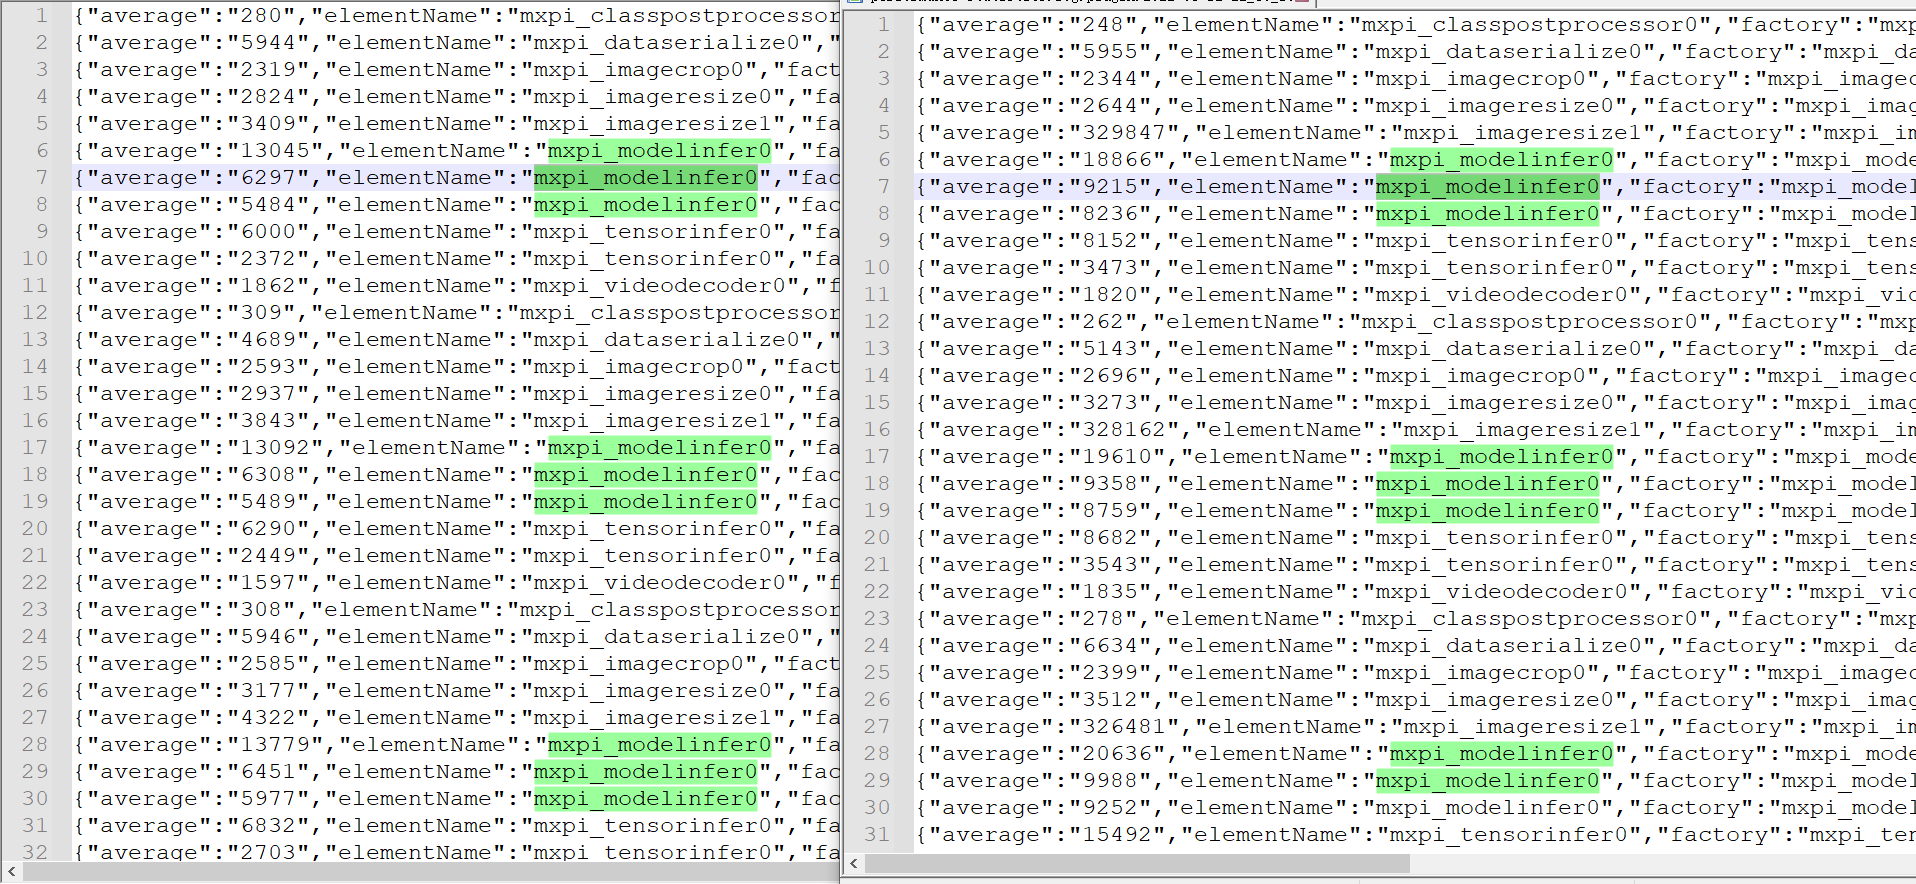 1 {"average":"280","elementName":"mxpi_classpostprocessor
2 {"average":"5944","elementName":"mxpi_dataserialize0","
3 {"average":"2319","elementName":"mxpi_imagecrop0","fact
4 {"average":"2824","elementName":"mxpi_imageresize0","fa
5 {"average":"3409","elementName":"mxpi_imageresize1","fa
6 {"average":"13045","elementName":"mxpi_modelinfer0","fa
7 {"average":"6297","elementName":"mxpi_modelinfer0","fac
8 {"average":"5484","elementName":"mxpi_modelinfer0","fac
9 {"average":"6000","elementName":"mxpi_tensorinfer0","fa
10 {"average":"2372","elementName":"mxpi_tensorinfer0","fa
11 {"average":"1862","elementName":"mxpi_videodecoder0","f
12 {"average":"309","elementName":"mxpi_classpostprocessor
13 {"average":"4689","elementName":"mxpi_dataserialize0","
14 {"average":"2593","elementName":"mxpi_imagecrop0","fact
15 {"average":"2937","elementName":"mxpi_imageresize0","fa
16 {"average":"3843","elementName":"mxpi_imageresize1","fa
17 {"average":"13092","elementName":"mxpi_modelinfer0","fa
18 {"average":"6308","elementName":"mxpi_modelinfer0","fac
19 {"average":"5489","elementName":"mxpi_modelinfer0","fac
20 {"average":"6290","elementName":"mxpi_tensorinfer0","fa
21 {"average":"2449","elementName":"mxpi_tensorinfer0","fa
22 {"average":"1597","elementName":"mxpi_videodecoder0","f
23 {"average":"308","elementName":"mxpi_classpostprocessor
24 {"average":"5946","elementName":"mxpi_dataserialize0","
25 {"average":"2585","elementName":"mxpi_imagecrop0","fact
26 {"average":"3177","elementName":"mxpi_imageresize0","fa
27 {"average":"4322","elementName":"mxpi_imageresize1","fa
28 {"average":"13779","elementName":"mxpi_modelinfer0","fa
29 {"average":"6451","elementName":"mxpi_modelinfer0","fac
30 {"average":"5977","elementName":"mxpi_modelinfer0","fac
31 {"average":"6832","elementName":"mxpi_tensorinfer0","fa
32 {"average":"2703","elementName":"mxpi_tensorinfer0","fa
1 {"average":"248","elementName":"mxpi_classpostprocessor0","factory":"mxp
2 {"average":"5955","elementName":"mxpi_dataserialize0","factory":"mxpi_da
3 {"average":"2344","elementName":"mxpi_imagecrop0","factory":"mxpi_imagec
4 {"average":"2644","elementName":"mxpi_imageresize0","factory":"mxpi_imag
5 {"average":"329847","elementName":"mxpi_imageresize1","factory":"mxpi_im
6 {"average":"18866","elementName":"mxpi_modelinfer0","factory":"mxpi_mode
7 {"average":"9215","elementName":"mxpi_modelinfer0","factory":"mxpi_model
8 {"average":"8236","elementName":"mxpi_modelinfer0","factory":"mxpi_model
9 {"average":"8152","elementName":"mxpi_tensorinfer0","factory":"mxpi_tens
10 {"average":"3473","elementName":"mxpi_tensorinfer0","factory":"mxpi_tens
11 {"average":"1820","elementName":"mxpi_videodecoder0","factory":"mxpi_vid
12 {"average":"262","elementName":"mxpi_classpostprocessor0","factory":"mxp
13 {"average":"5143","elementName":"mxpi_dataserialize0","factory":"mxpi_da
14 {"average":"2696","elementName":"mxpi_imagecrop0","factory":"mxpi_imagec
15 {"average":"3273","elementName":"mxpi_imageresize0","factory":"mxpi_imag
16 {"average":"328162","elementName":"mxpi_imageresize1","factory":"mxpi_im
17 {"average":"19610","elementName":"mxpi_modelinfer0","factory":"mxpi_mode
18 {"average":"9358","elementName":"mxpi_modelinfer0","factory":"mxpi_model
19 {"average":"8759","elementName":"mxpi_modelinfer0","factory":"mxpi_model
20 {"average":"8682","elementName":"mxpi_tensorinfer0","factory":"mxpi_tens
21 {"average":"3543","elementName":"mxpi_tensorinfer0","factory":"mxpi_tens
22 {"average":"1835","elementName":"mxpi_videodecoder0","factory":"mxpi_vid
23 {"average":"278","elementName":"mxpi_classpostprocessor0","factory":"mxp
24 {"average":"6634","elementName":"mxpi_dataserialize0","factory":"mxpi_da
25 {"average":"2399","elementName":"mxpi_imagecrop0","factory":"mxpi_imagec
26 {"average":"3512","elementName":"mxpi_imageresize0","factory":"mxpi_imag
27 {"average":"326481","elementName":"mxpi_imageresize1","factory":"mxpi_im
28 {"average":"20636","elementName":"mxpi_modelinfer0","factory":"mxpi_mode
29 {"average":"9988","elementName":"mxpi_modelinfer0","factory":"mxpi_model
30 {"average":"9252","elementName":"mxpi_modelinfer0","factory":"mxpi_model
31 {"average":"15492","elementName":"mxpi_tensorinfer0","factory":"mxpi_ten